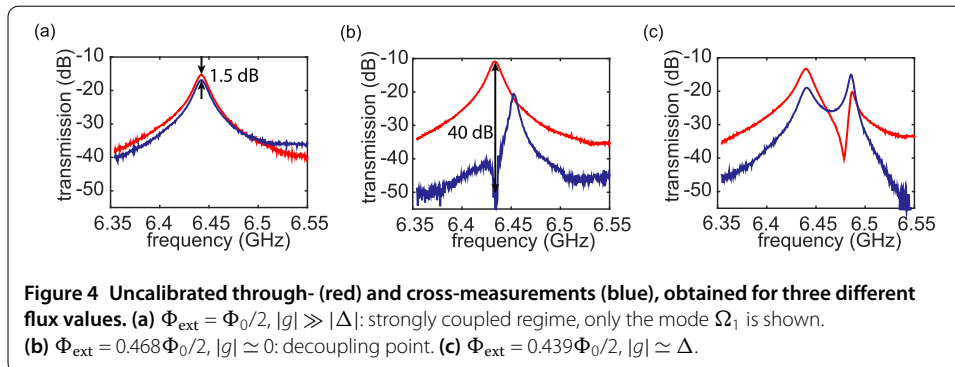 (a) (b) (c)
-10 -10 -10
-20 -20 -20
-30 -30 -30
-40 -40 -40
-50 -50 -50
transmission (dB) transmission (dB) transmission (dB)
1.5 dB
40 dB
6.35 6.4 6.45 6.5 6.55 6.35 6.4 6.45 6.5 6.55 6.35 6.4 6.45 6.5 6.55
frequency (GHz) frequency (GHz) frequency (GHz)
Figure 4 Uncalibrated through- (red) and cross-measurements (blue), obtained for three different
flux values. (a) Φext = Φ0/2, |g| ≫ |Δ|: strongly coupled regime, only the mode Ω1 is shown.
(b) Φext = 0.468Φ0/2, |g| ≃ 0: decoupling point. (c) Φext = 0.439Φ0/2, |g| ≃ Δ.